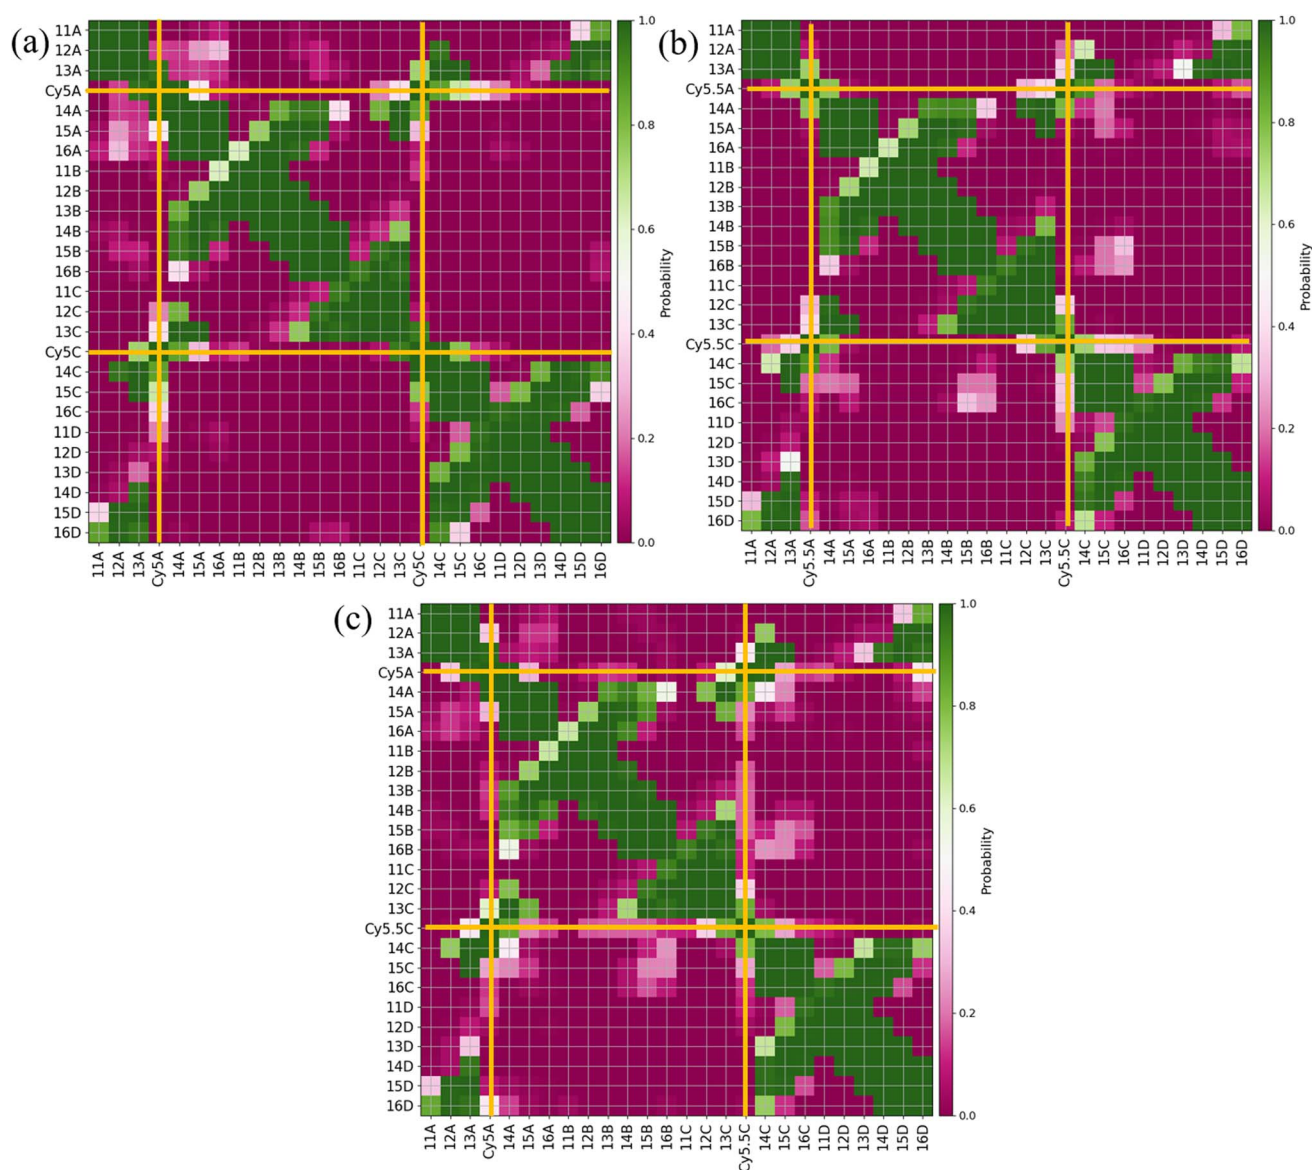 (a)
11A
12A
13A
Cy5A
14A
15A
16A
11B
12B
13B
14B
15B
16B
11C
12C
13C
Cy5C
14C
15C
16C
11D
12D
13D
14D
15D
16D
11A 12A 13A Cy5A 14A 15A 16A 11B 12B 13B 14B 15B 16B 11C 12C 13C Cy5C 14C 15C 16C 11D 12D 13D 14D 15D 16D
1.0
0.8
0.6
0.4
0.2
0.0
Probability
(b)
11A
12A
13A
Cy5.5A
14A
15A
16A
11B
12B
13B
14B
15B
16B
11C
12C
13C
Cy5.5C
14C
15C
16C
11D
12D
13D
14D
15D
16D
11A 12A 13A Cy5.5A 14A 15A 16A 11B 12B 13B 14B 15B 16B 11C 12C 13C Cy5.5C 14C 15C 16C 11D 12D 13D 14D 15D 16D
1.0
0.8
0.6
0.4
0.2
0.0
Probability
(c)
11A
12A
13A
Cy5A
14A
15A
16A
11B
12B
13B
14B
15B
16B
11C
12C
13C
Cy5.5C
14C
15C
16C
11D
12D
13D
14D
15D
16D
11A 12A 13A Cy5A 14A 15A 16A 11B 12B 13B 14B 15B 16B 11C 12C 13C Cy5.5C 14C 15C 16C 11D 12D 13D 14D 15D 16D
1.0
0.8
0.6
0.4
0.2
0.0
Probability